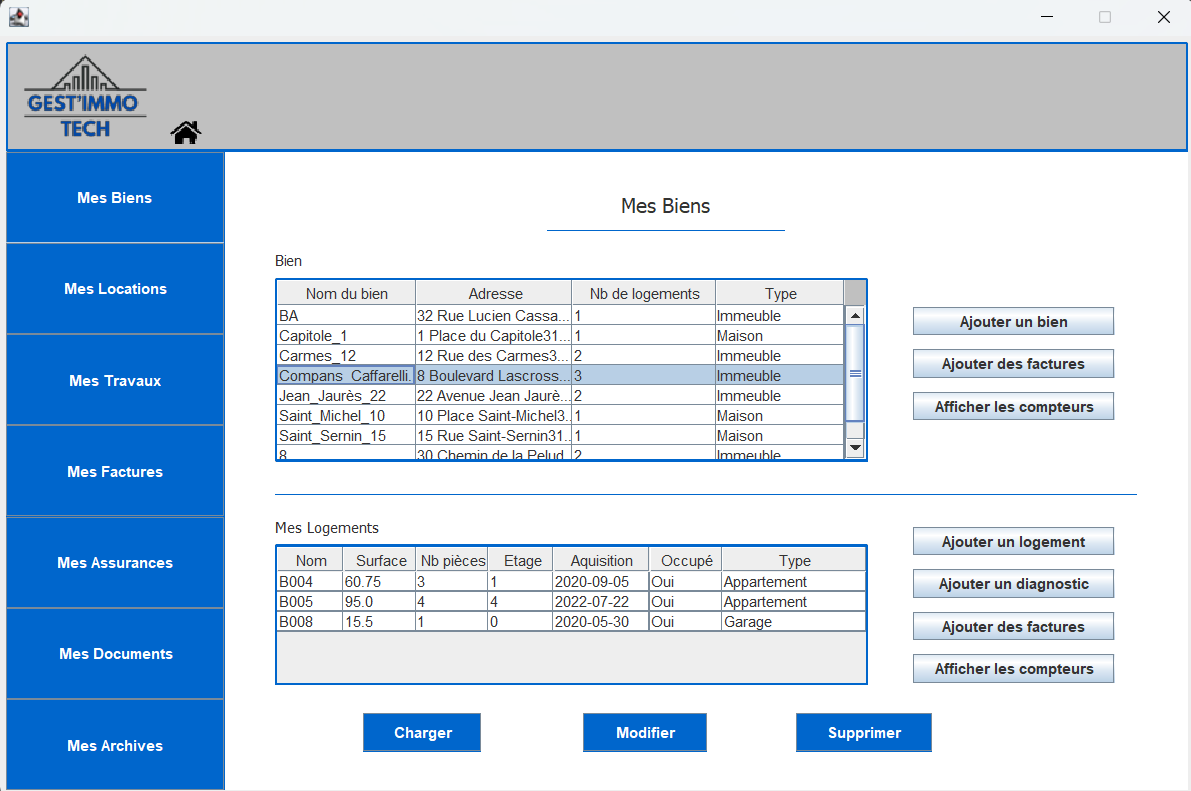 GEST'IMMO
TECH
Mes Biens
Mes Locations
Mes Travaux
Mes Factures
Mes Assurances
Mes Documents
Mes Archives
Mes Biens
Bien
Nom du bien Adresse Nb de logements Type
BA 32 Rue Lucien Cassa... 1 Immeuble
Capitole_1 1 Place du Capitole31... 1 Maison
Carmes_12 12 Rue des Carmes3... 2 Immeuble
Compans_Caffarelli... 8 Boulevard Lascross... 3 Immeuble
Jean_Jaurès_22 22 Avenue Jean Jaurè... 2 Immeuble
Saint_Michel_10 10 Place Saint-Michel3... 1 Maison
Saint_Sernin_15 15 Rue Saint-Sernin31... 1 Maison
8 30 Chemin de la Pelud... 2 Immeuble
Ajouter un bien
Ajouter des factures
Afficher les compteurs
Mes Logements
Nom Surface Nb pièces Etage Aquisition Occupé Type
B004 60.75 3 1 2020-09-05 Oui Appartement
B005 95.0 4 4 2022-07-22 Oui Appartement
B008 15.5 1 0 2020-05-30 Oui Garage
Ajouter un logement
Ajouter un diagnostic
Ajouter des factures
Afficher les compteurs
Charger Modifier Supprimer